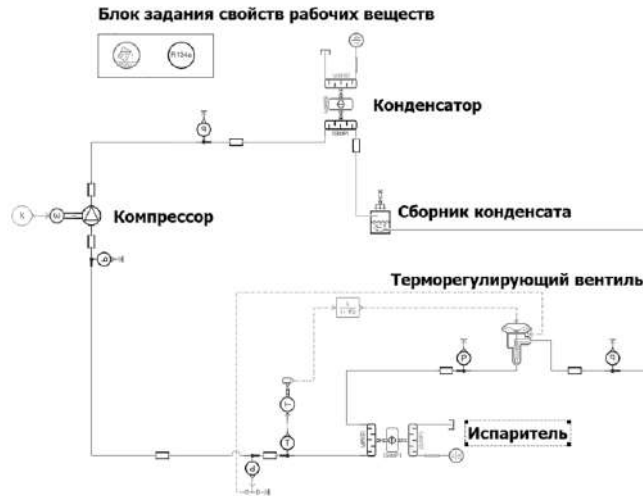 Блок задания свойств рабочих веществ
R134a
Конденсатор
P
X
ω
Компрессор
Сборник конденсата
P
Терморегулирующий вентиль
P
P
T
T
Испаритель
P